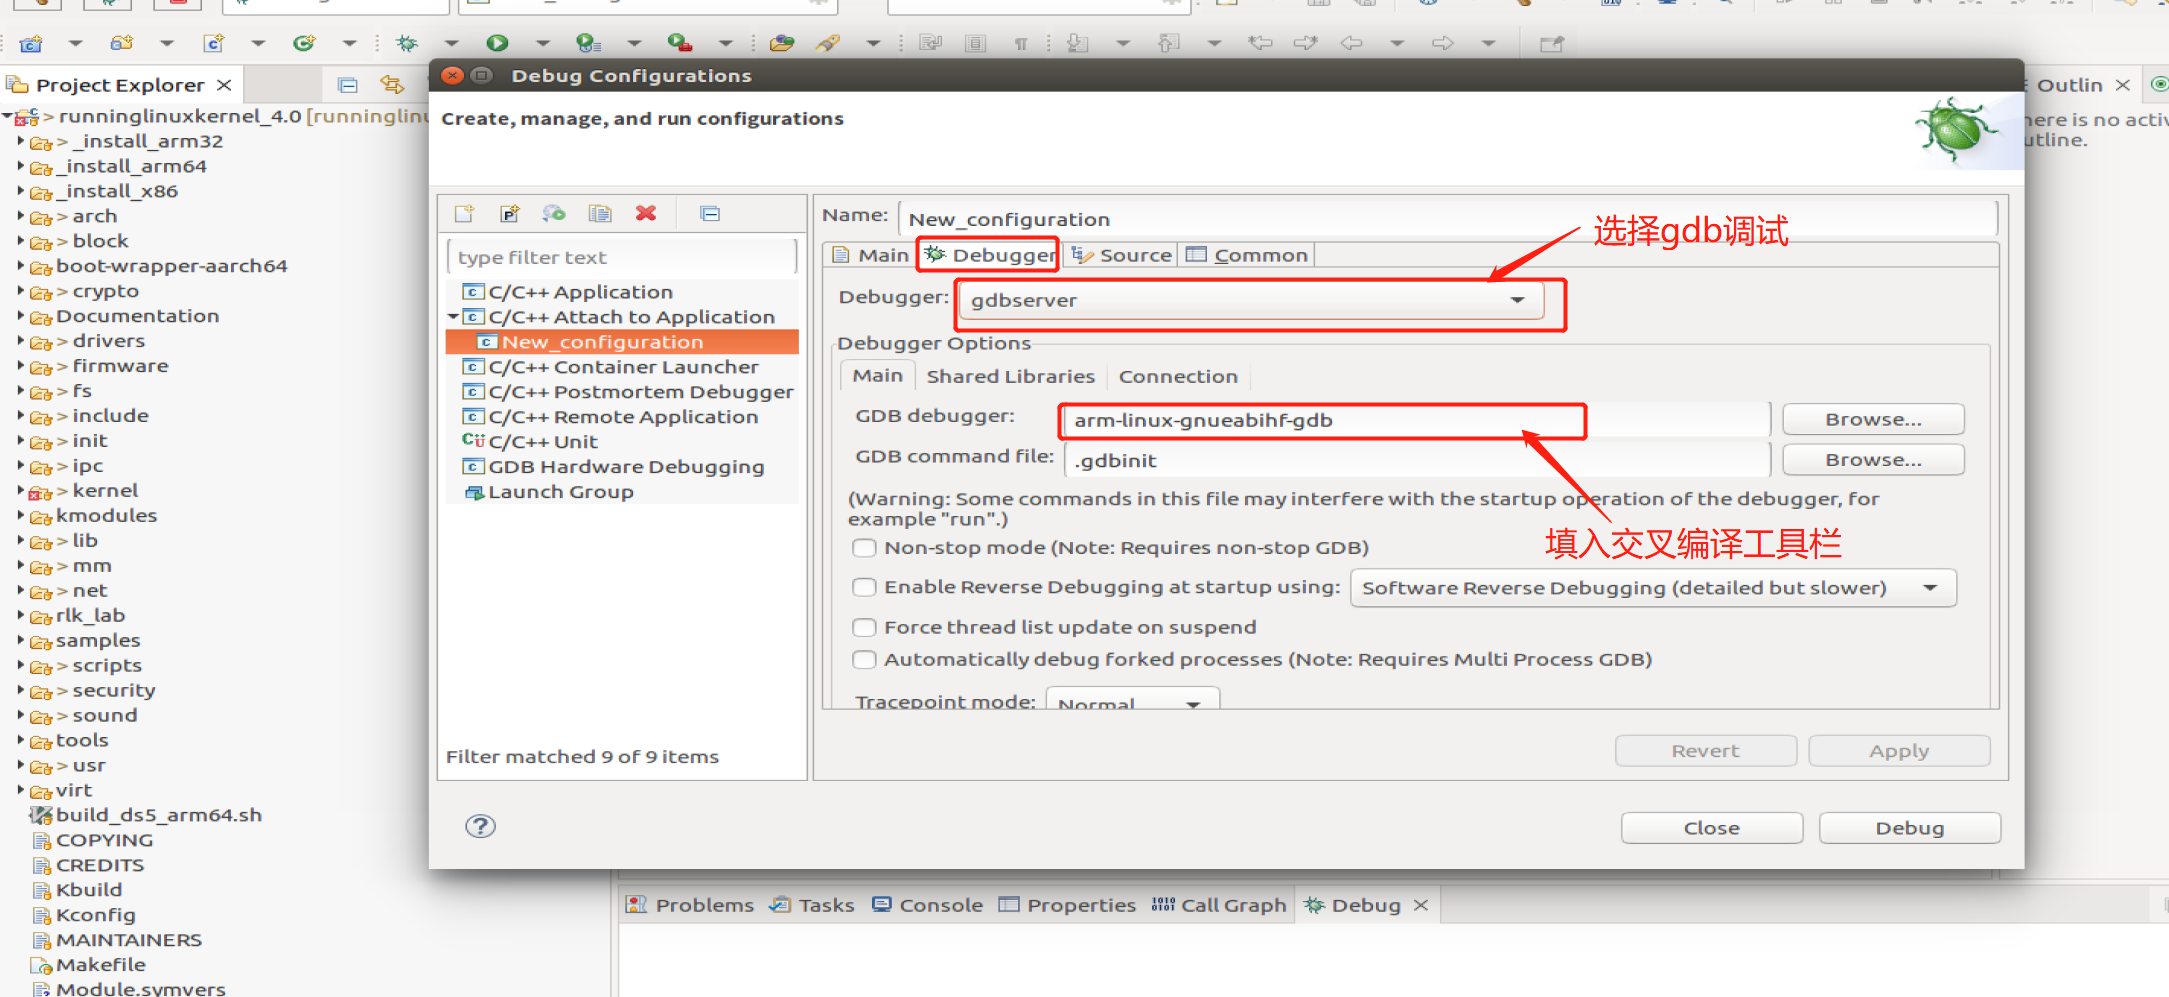 Project Explorer
runninglinuxkernel_4.0 [runninglinu
_install_arm32
_install_arm64
_install_x86
arch
block
boot-wrapper-aarch64
crypto
Documentation
drivers
firmware
fs
include
init
ipc
kernel
kmodules
lib
mm
net
rlk_lab
samples
scripts
security
sound
tools
usr
virt
build_ds5_arm64.sh
COPYING
CREDITS
Kbuild
Kconfig
MAINTAINERS
Makefile
Module.symvers
Debug Configurations
Create, manage, and run configurations
type filter text
C/C++ Application
C/C++ Attach to Application
New_configuration
C/C++ Container Launcher
C/C++ Postmortem Debugger
C/C++ Remote Application
C/C++ Unit
GDB Hardware Debugging
Launch Group
Filter matched 9 of 9 items
Name: New_configuration
选择gdb调试
Main Debugger Source Common
Debugger: gdbserver
Debugger Options
Main Shared Libraries Connection
GDB debugger: arm-linux-gnueabihf-gdb Browse...
GDB command file: .gdbinit Browse...
(Warning: Some commands in this file may interfere with the startup operation of the debugger, for
example "run".)
填入交叉编译工具栏
Non-stop mode (Note: Requires non-stop GDB)
Enable Reverse Debugging at startup using: Software Reverse Debugging (detailed but slower)
Force thread list update on suspend
Automatically debug forked processes (Note: Requires Multi Process GDB)
Tracepoint mode: Normal
Revert Apply
Close Debug
Outlin
here is no activ
utline.
Problems Tasks Console Properties Call Graph Debug